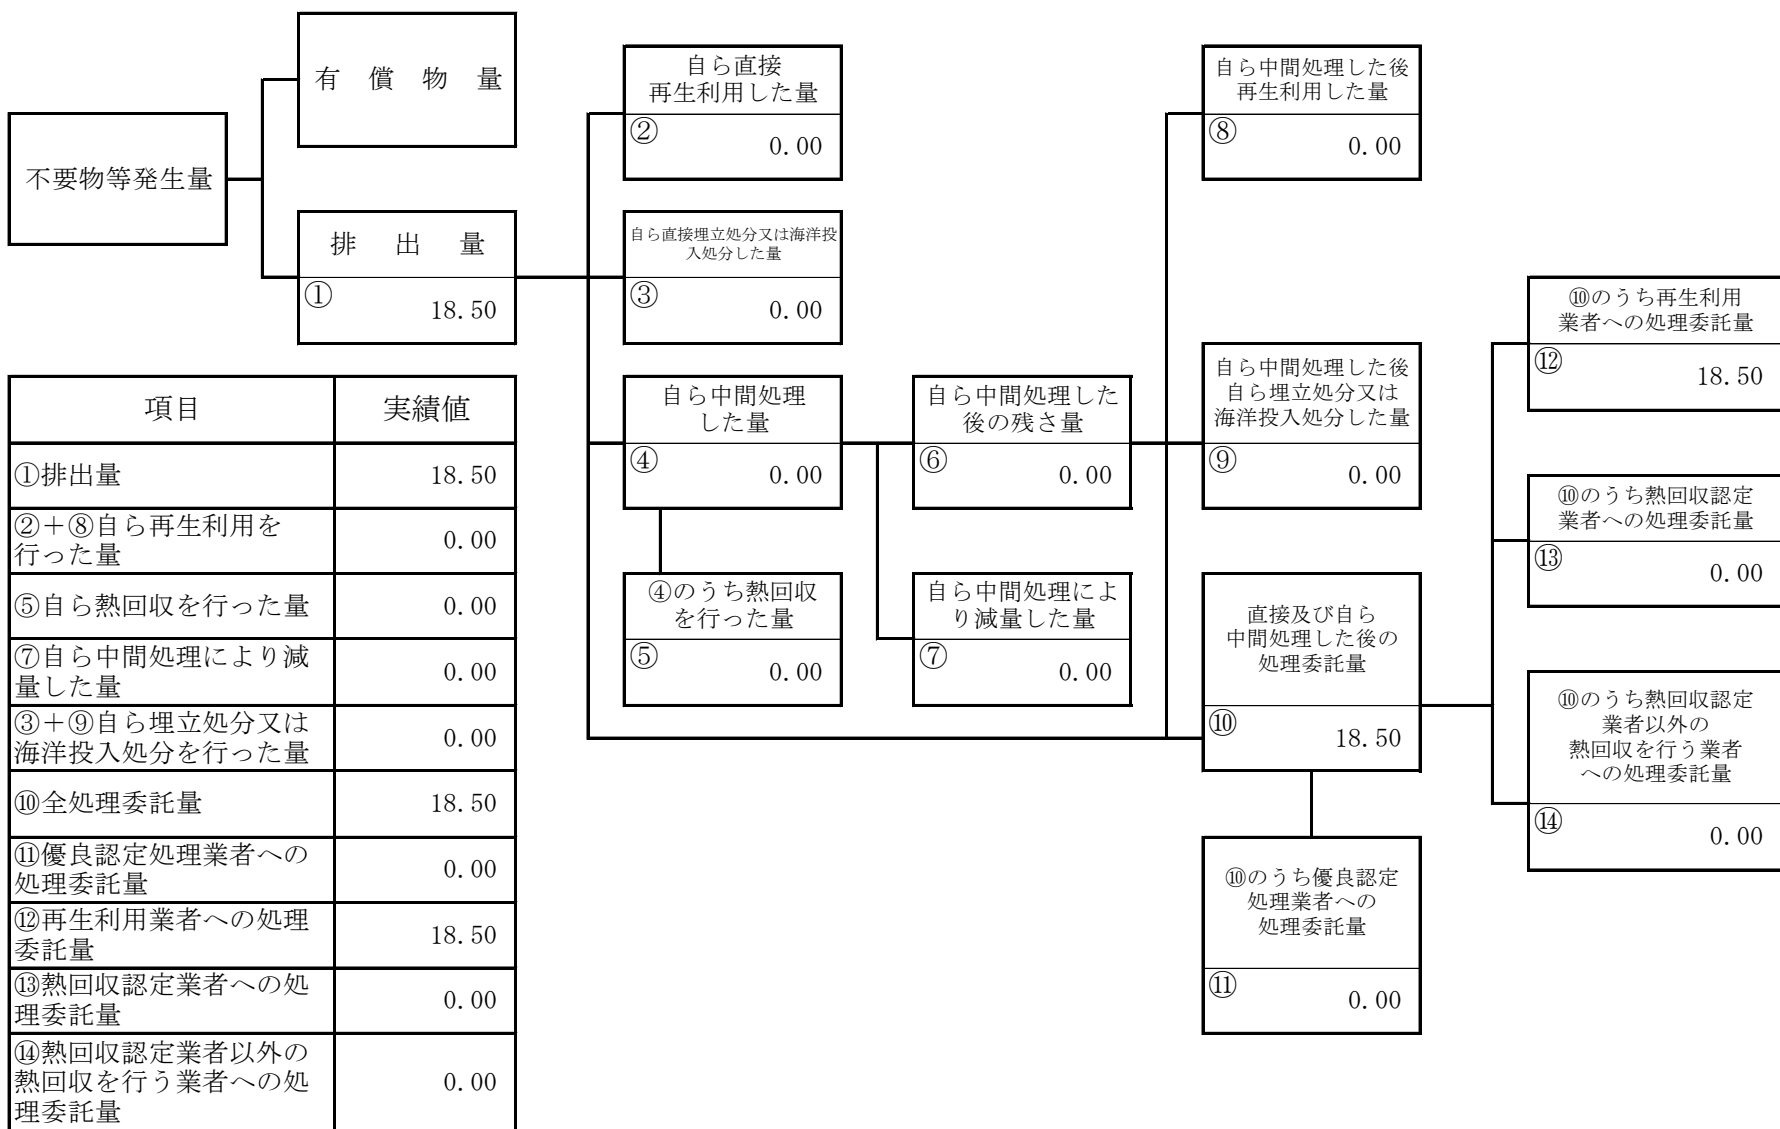 有償物量
不要物等発生量
排出量
①
18.50
自ら直接
再生利用した量
②
0.00
自ら直接埋立処分又は海洋投
入処分した量
③
0.00
自ら中間処理
した量
④
0.00
④のうち熱回収
を行った量
⑤
0.00
自ら中間処理した
後の残さ量
⑥
0.00
自ら中間処理によ
り減量した量
⑦
0.00
自ら中間処理した後
再生利用した量
⑧
0.00
自ら中間処理した後
自ら埋立処分又は
海洋投入処分した量
⑨
0.00
直接及び自ら
中間処理した後の
処理委託量
⑩
18.50
⑩のうち優良認定
処理業者への
処理委託量
⑪
0.00
⑩のうち再生利用
業者への処理委託量
⑫
18.50
⑩のうち熱回収認定
業者への処理委託量
⑬
0.00
⑩のうち熱回収認定
業者以外の
熱回収を行う業者
への処理委託量
⑭
0.00
項目 実績値
①排出量 18.50
②+⑧自ら再生利用を
行った量 0.00
⑤自ら熱回収を行った量 0.00
⑦自ら中間処理により減
量した量 0.00
③+⑨自ら埋立処分又は
海洋投入処分を行った量 0.00
⑩全処理委託量 18.50
⑪優良認定処理業者への
処理委託量 0.00
⑫再生利用業者への処理
委託量 18.50
⑬熱回収認定業者への処
理委託量 0.00
⑭熱回収認定業者以外の
熱回収を行う業者への処 0.00
理委託量